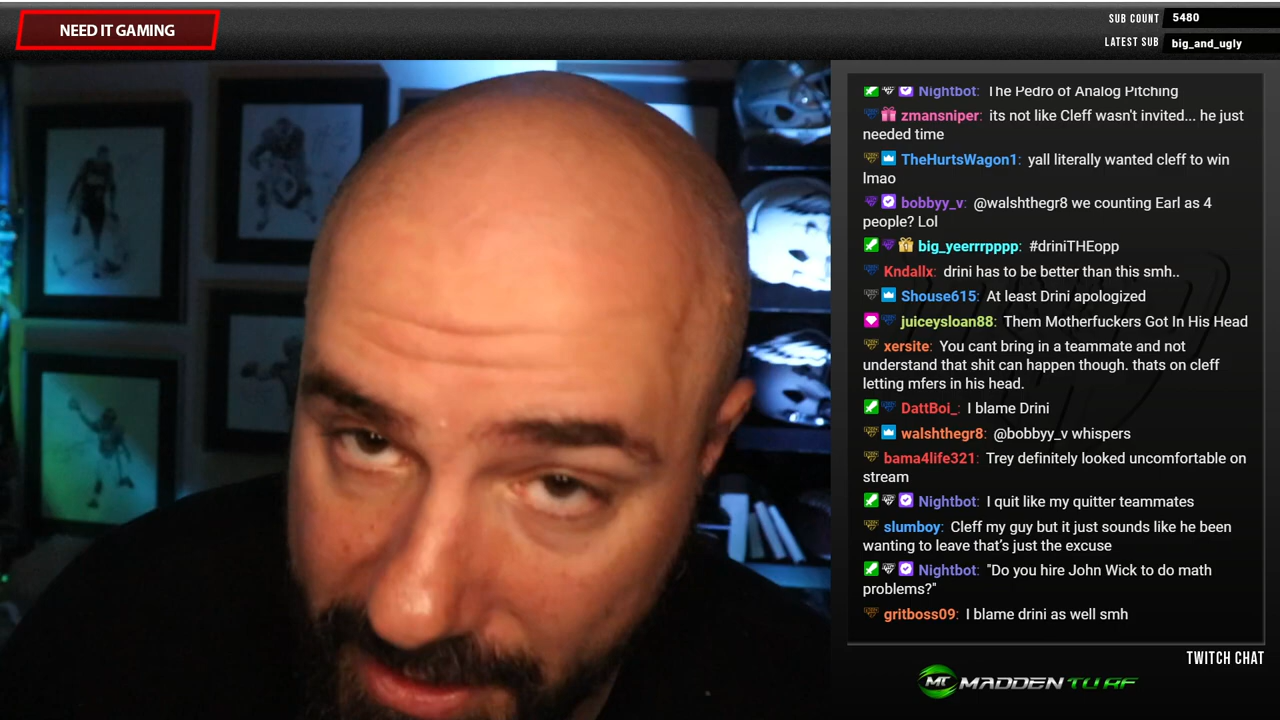 NEED IT GAMING
SUB COUNT 5480
LATEST SUB big_and_ugly
Nightbot: The Pedro of Analog Pitching
zmansniper: its not like Cleff wasn't invited... he just
needed time
TheHurtsWagon1: yall literally wanted cleff to win
lmao
bobbyy_v: @walshthegr8 we counting Earl as 4
people? Lol
big_yeerrrpppp: #driniTHEopp
Kndallx: drini has to be better than this smh..
Shouse615: At least Drini apologized
juiceysloan88: Them Motherfuckers Got In His Head
xersite: You cant bring in a teammate and not
understand that shit can happen though. thats on cleff
letting mfers in his head.
DattBoi_: I blame Drini
walshthegr8: @bobbyy_v whispers
bama4life321: Trey definitely looked uncomfortable on
stream
Nightbot: I quit like my quitter teammates
slumboy: Cleff my guy but it just sounds like he been
wanting to leave that's just the excuse
Nightbot: "Do you hire John Wick to do math
problems?"
gritboss09: I blame drini as well smh
TWITCH CHAT
MT MADDEN TURF